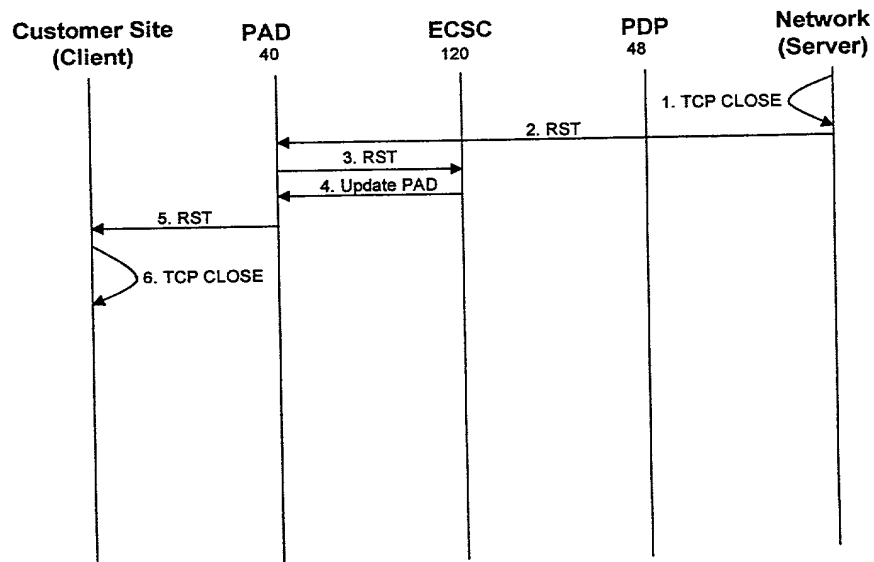 Customer Site
(Client)
PAD
40
ECSC
120
PDP
48
Network
(Server)
1. TCP CLOSE
2. RST
3. RST
4. Update PAD
5. RST
6. TCP CLOSE